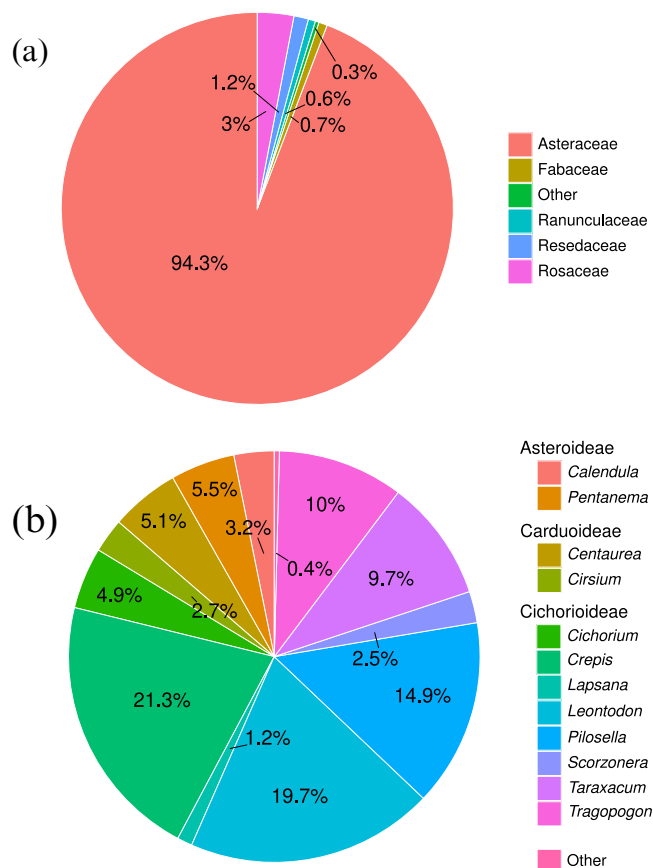 (a)
1.2%
0.3%
0.6%
3%
0.7%
94.3%
Asteraceae
Fabaceae
Other
Ranunculaceae
Resedaceae
Rosaceae
(b)
5.5%
5.1%
3.2%
10%
0.4%
9.7%
4.9%
2.7%
2.5%
14.9%
21.3%
1.2%
19.7%
Asteroideae
Calendula
Pentanema
Carduoideae
Centaurea
Cirsium
Cichorioideae
Cichorium
Crepis
Lapsana
Leontodon
Pilosella
Scorzonera
Taraxacum
Tragopogon
Other